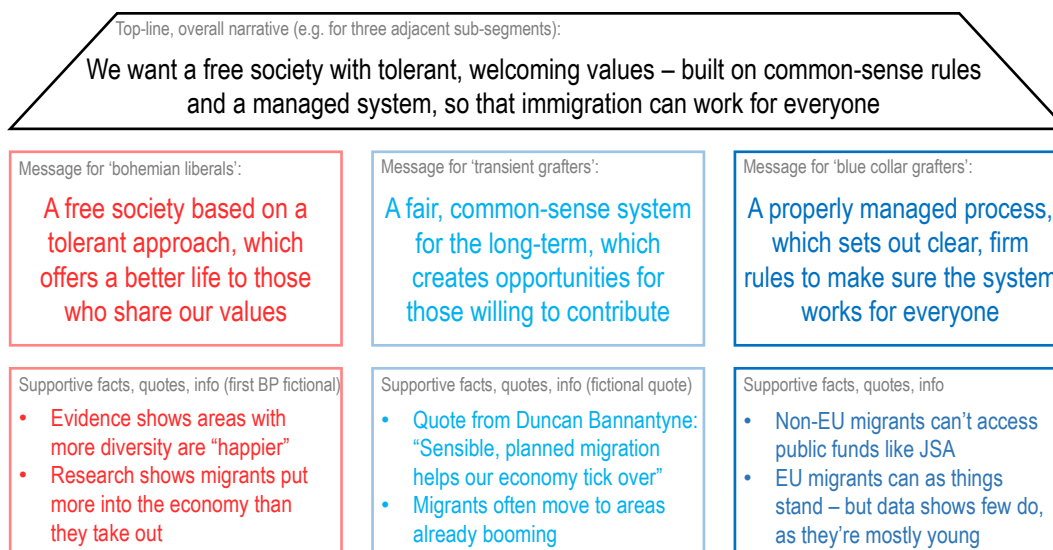 Top-line, overall narrative (e.g. for three adjacent sub-segments):
We want a free society with tolerant, welcoming values – built on common-sense rules
and a managed system, so that immigration can work for everyone
Message for ‘bohemian liberals’:
A free society based on a
tolerant approach, which
offers a better life to those
who share our values
Message for ‘transient grafters’:
A fair, common-sense system
for the long-term, which
creates opportunities for
those willing to contribute
Message for ‘blue collar grafters’:
A properly managed process,
which sets out clear, firm
rules to make sure the system
works for everyone
Supportive facts, quotes, info (first BP fictional)
• Evidence shows areas with
more diversity are “happier”
• Research shows migrants put
more into the economy than
they take out
Supportive facts, quotes, info (fictional quote)
• Quote from Duncan Bannantyne:
“Sensible, planned migration
helps our economy tick over”
• Migrants often move to areas
already booming
Supportive facts, quotes, info
• Non-EU migrants can’t access
public funds like JSA
• EU migrants can as things
stand – but data shows few do,
as they’re mostly young